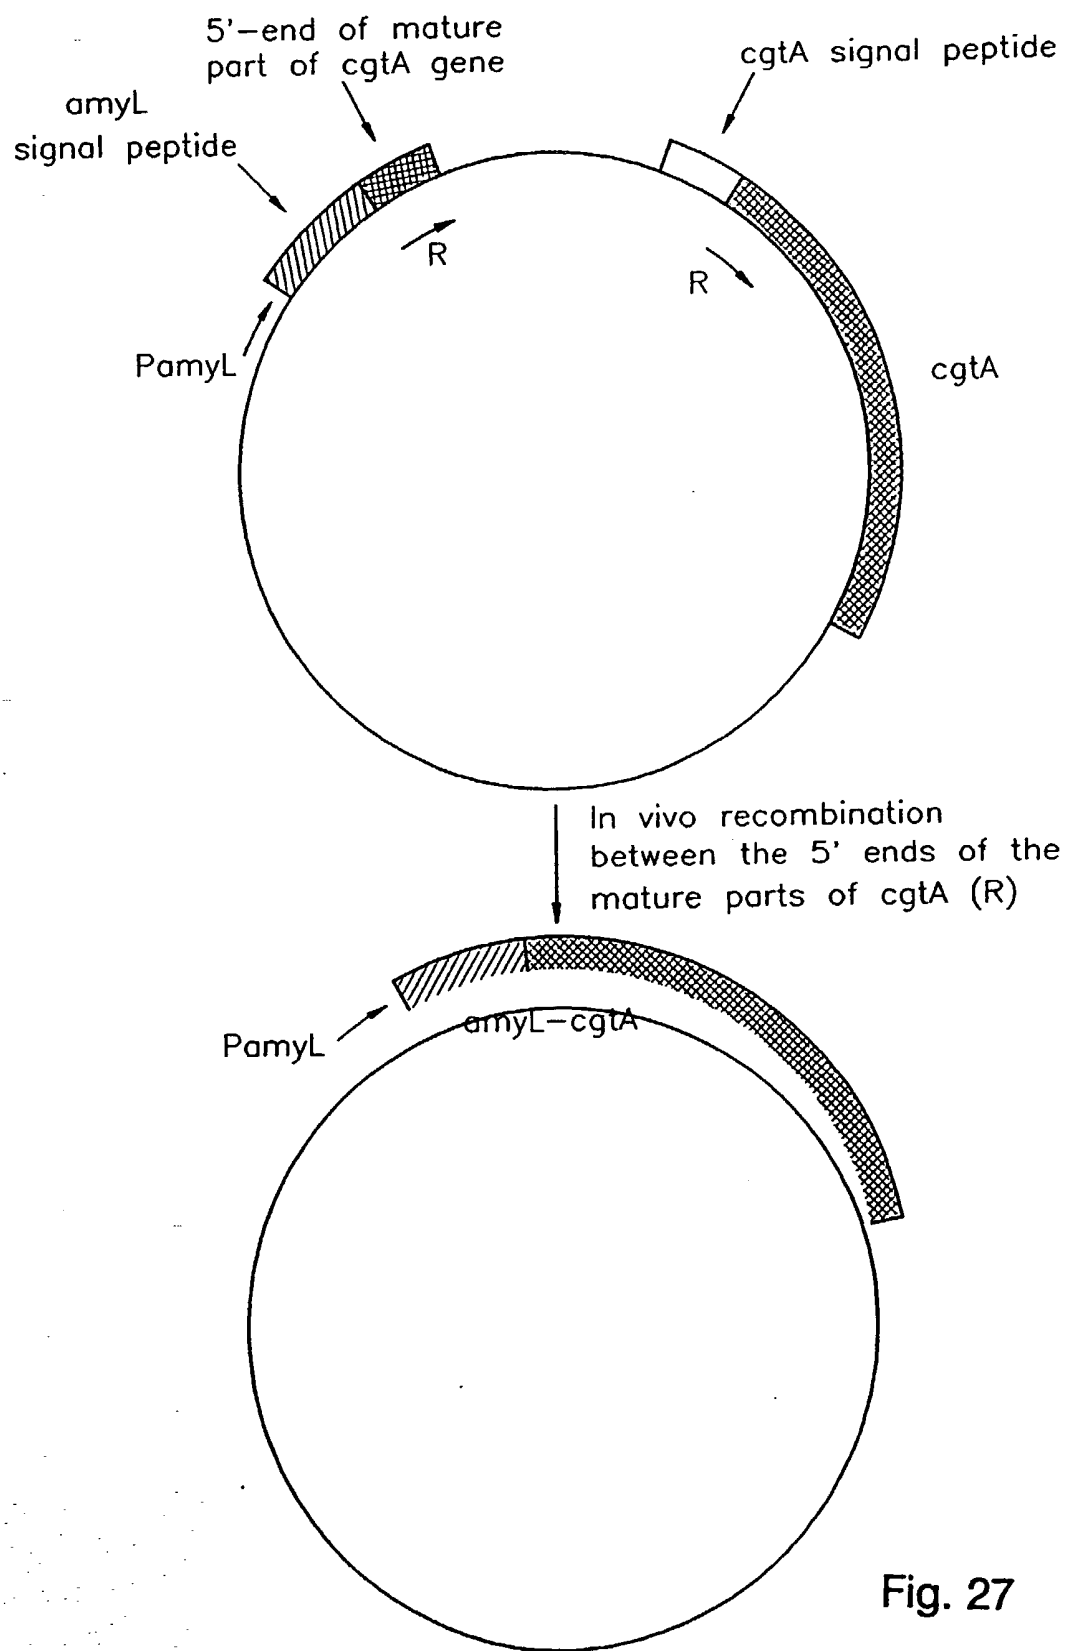 5'-end of mature
part of cgtA gene
cgtA signal peptide
amyL
signal peptide
R
R
PamyL
cgtA
In vivo recombination
between the 5' ends of the
mature parts of cgtA (R)
amyL-cgtA
PamyL
Fig. 27